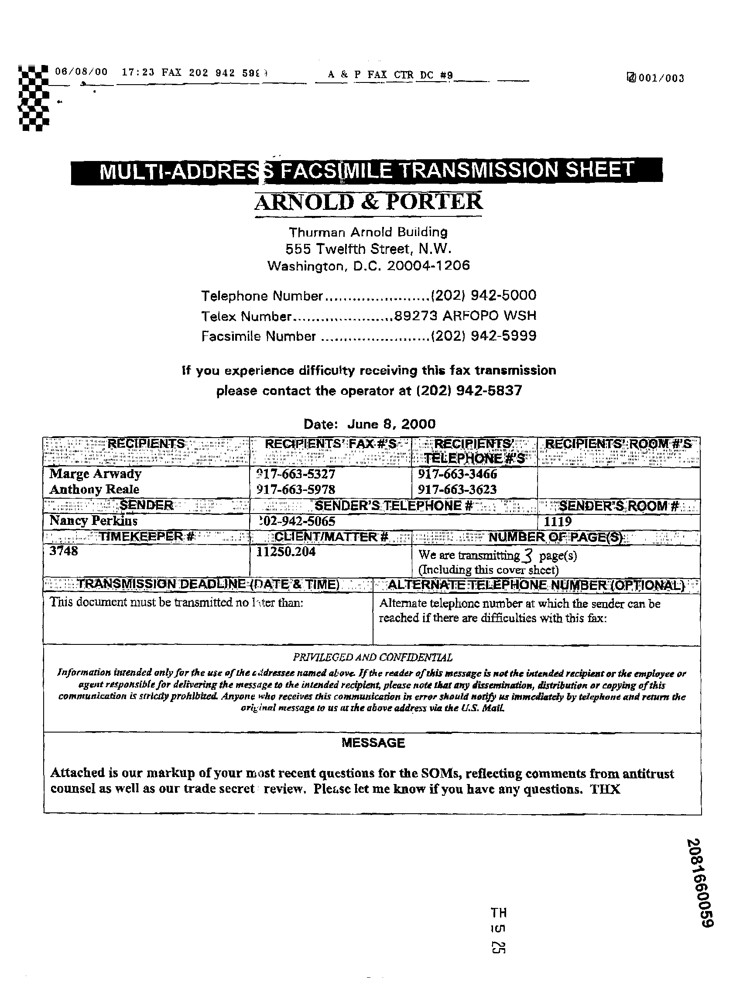 06/08/00 17:23 FAX 202 942 599 A & P FAX CTR DC #9 001/003
MULTI-ADDRESS FACSIMILE TRANSMISSION SHEET
ARNOLD & PORTER
Thurman Arnold Building
555 Twelfth Street, N.W.
Washington, D.C. 20004-1206
Telephone Number.......................(202) 942-5000
Telex Number......................89273 ARFOPO WSH
Facsimile Number ........................(202) 942-5999
If you experience difficulty receiving this fax transmission
please contact the operator at (202) 942-5837
Date: June 8, 2000
RECIPIENTS RECIPIENTS' FAX #'S RECIPIENTS' TELEPHONE #'S RECIPIENTS' ROOM #'S
Marge Arwady 917-663-5327 917-663-3466
Anthony Reale 917-663-5978 917-663-3623
SENDER SENDER'S TELEPHONE # SENDER'S ROOM #
Nancy Perkins 202-942-5065 1119
TIMEKEEPER # CLIENT/MATTER # NUMBER OF PAGE(S)
3748 11250.204 We are transmitting 3 page(s)
(Including this cover sheet)
TRANSMISSION DEADLINE (DATE & TIME) ALTERNATE TELEPHONE NUMBER (OPTIONAL)
This document must be transmitted no later than: Alternate telephone number at which the sender can be
reached if there are difficulties with this fax:
PRIVILEGED AND CONFIDENTIAL
Information intended only for the use of the addressee named above. If the reader of this message is not the intended recipient or the employee or
agent responsible for delivering the message to the intended recipient, please note that any dissemination, distribution or copying of this
communication is strictly prohibited. Anyone who receives this communication in error should notify us immediately by telephone and return the
original message to us at the above address via the U.S. Mail.
MESSAGE
Attached is our markup of your most recent questions for the SOMs, reflecting comments from antitrust
counsel as well as our trade secret review. Please let me know if you have any questions. THX
2081660059
TH
15
25